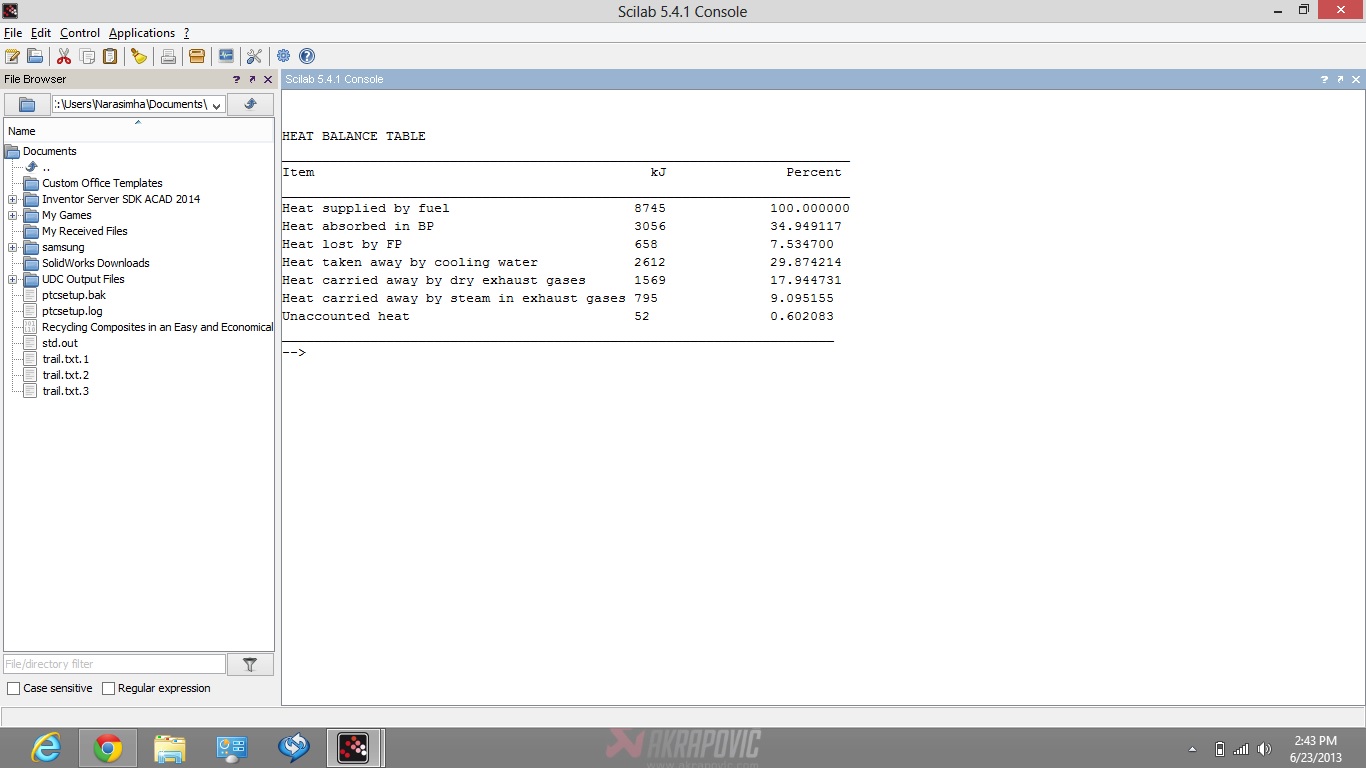 Scilab 5.4.1 Console
File Edit Control Applications ?
File Browser
Scilab 5.4.1 Console
:\Users\Narasimha\Documents\
Name
Documents
..
Custom Office Templates
Inventor Server SDK ACAD 2014
My Games
My Received Files
samsung
SolidWorks Downloads
UDC Output Files
ptcsetup.bak
ptcsetup.log
Recycling Composites in an Easy and Economical
std.out
trail.txt.1
trail.txt.2
trail.txt.3
File/directory filter
Case sensitive Regular expression
HEAT BALANCE TABLE
Item kJ Percent
Heat supplied by fuel 8745 100.000000
Heat absorbed in BP 3056 34.949117
Heat lost by FP 658 7.534700
Heat taken away by cooling water 2612 29.874214
Heat carried away by dry exhaust gases 1569 17.944731
Heat carried away by steam in exhaust gases 795 9.095155
Unaccounted heat 52 0.602083
-->
AKRAPOVIC
www.akrapovic.com
2:43 PM
6/23/2013